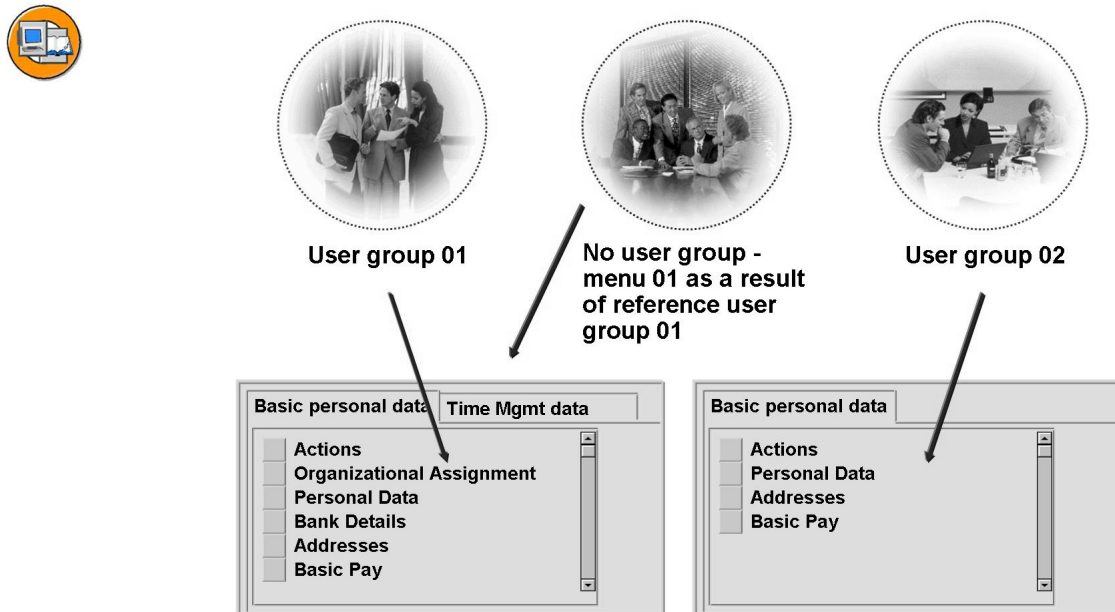 User group 01
No user group -
menu 01 as a result
of reference user
group 01
User group 02
Basic personal data
Time Mgmt data
Actions
Organizational Assignment
Personal Data
Bank Details
Addresses
Basic Pay
Basic personal data
Actions
Personal Data
Addresses
Basic Pay